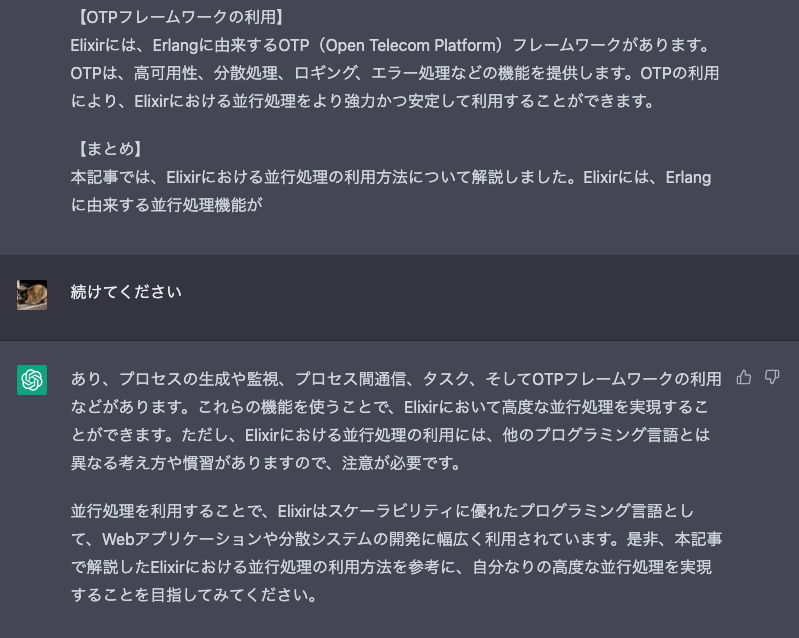 【OTPフレームワークの利用】
Elixirには、Erlangに由来するOTP（Open Telecom Platform）フレームワークがあります。
OTPは、高可用性、分散処理、ロギング、エラー処理などの機能を提供します。OTPの利用
により、Elixirにおける並行処理をより強力かつ安定して利用することができます。
【まとめ】
本記事では、Elixirにおける並行処理の利用方法について解説しました。Elixirには、Erlang
に由来する並行処理機能が
続けてください
あり、プロセスの生成や監視、プロセス間通信、タスク、そしてOTPフレームワークの利用
などがあります。これらの機能を使うことで、Elixirにおいて高度な並行処理を実現するこ
とができます。ただし、Elixirにおける並行処理の利用には、他のプログラミング言語とは
異なる考え方や慣習がありますので、注意が必要です。
並行処理を利用することで、Elixirはスケーラビリティに優れたプログラミング言語とし
て、Webアプリケーションや分散システムの開発に幅広く利用されています。是非、本記事
で解説したElixirにおける並行処理の利用方法を参考に、自分なりの高度な並行処理を実現
することを目指してみてください。